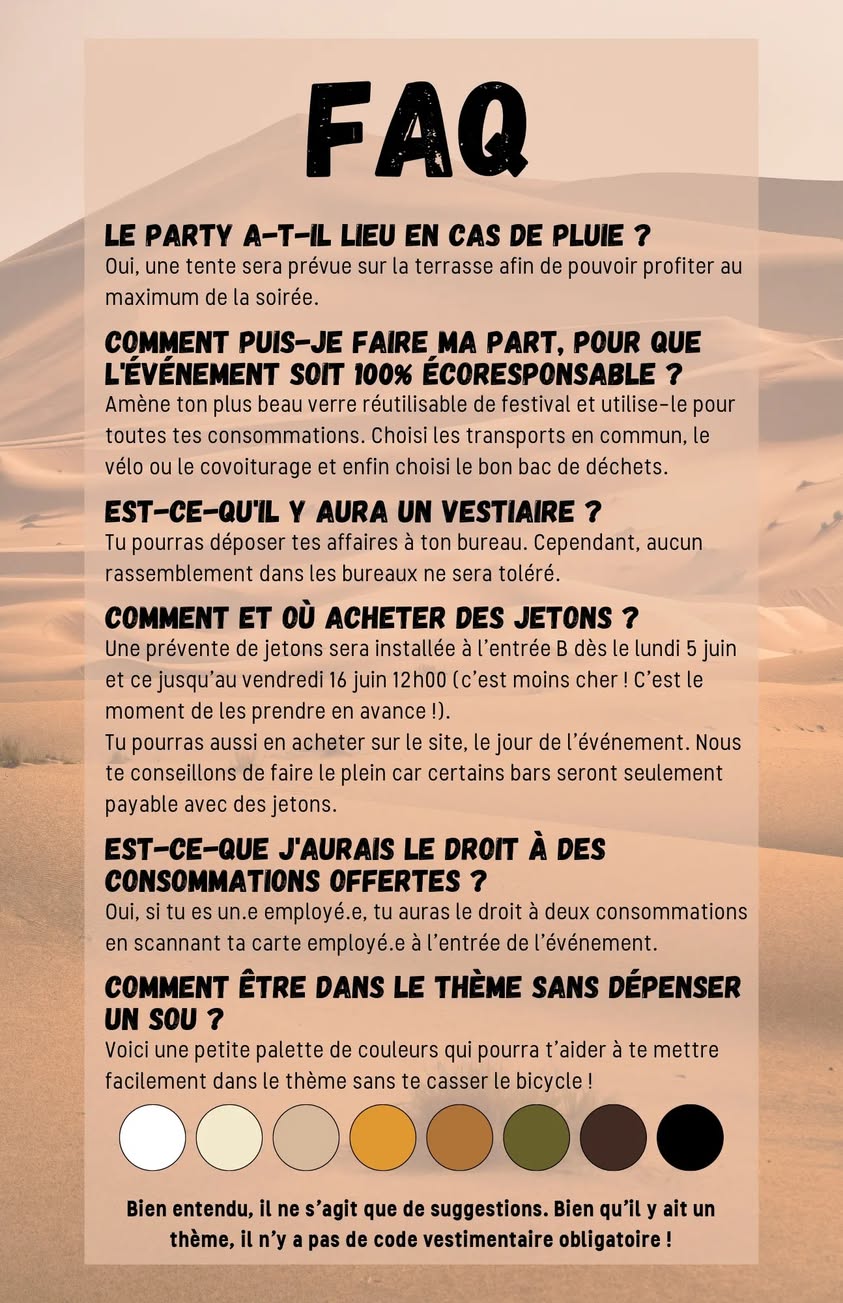 FAQ
LE PARTY A-T-IL LIEU EN CAS DE PLUIE ?
Oui, une tente sera prévue sur la terrasse afin de pouvoir profiter au
maximum de la soirée.
COMMENT PUIS-JE FAIRE MA PART, POUR QUE
L'ÉVÉNEMENT SOIT 100% ÉCORESPONSABLE ?
Amène ton plus beau verre réutilisable de festival et utilise-le pour
toutes tes consommations. Choisi les transports en commun, le
vélo ou le covoiturage et enfin choisi le bon bac de déchets.
EST-CE-QU'IL Y AURA UN VESTIAIRE ?
Tu pourras déposer tes affaires à ton bureau. Cependant, aucun
rassemblement dans les bureaux ne sera toléré.
COMMENT ET OÙ ACHETER DES JETONS ?
Une prévente de jetons sera installée à l'entrée B dès le lundi 5 juin
et ce jusqu'au vendredi 16 juin 12h00 (c'est moins cher ! C'est le
moment de les prendre en avance !).
Tu pourras aussi en acheter sur le site, le jour de l'événement. Nous
te conseillons de faire le plein car certains bars seront seulement
payable avec des jetons.
EST-CE-QUE J'AURAIS LE DROIT À DES
CONSOMMATIONS OFFERTES ?
Oui, si tu es un.e employé.e, tu auras le droit à deux consommations
en scannant ta carte employé.e à l'entrée de l'événement.
COMMENT ÊTRE DANS LE THÈME SANS DÉPENSER
UN SOU ?
Voici une petite palette de couleurs qui pourra t'aider à te mettre
facilement dans le thème sans te casser le bicycle !
Bien entendu, il ne s'agit que de suggestions. Bien qu'il y ait un
thème, il n'y a pas de code vestimentaire obligatoire !